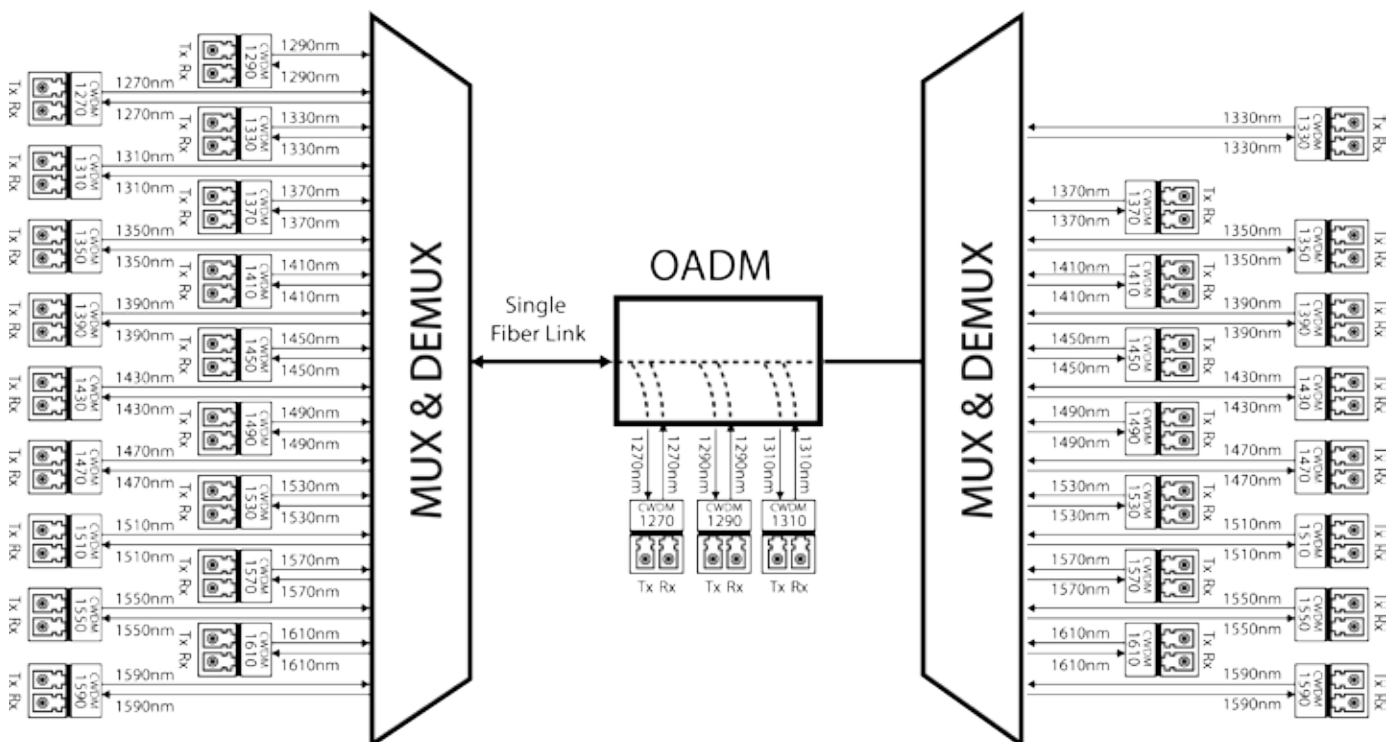 1290nm
CWDM
1290
Tx Rx
1290nm
1270nm
CWDM
1270
Tx Rx
1270nm
1330nm
CWDM
1330
Tx Rx
1330nm
1310nm
CWDM
1310
Tx Rx
1310nm
1370nm
CWDM
1370
Tx Rx
1370nm
1350nm
CWDM
1350
Tx Rx
1350nm
1410nm
CWDM
1410
Tx Rx
1410nm
1390nm
CWDM
1390
Tx Rx
1390nm
1450nm
CWDM
1450
Tx Rx
1450nm
1430nm
CWDM
1430
Tx Rx
1430nm
1490nm
CWDM
1490
Tx Rx
1490nm
1470nm
CWDM
1470
Tx Rx
1470nm
1530nm
CWDM
1530
Tx Rx
1530nm
1510nm
CWDM
1510
Tx Rx
1510nm
1570nm
CWDM
1570
Tx Rx
1570nm
1550nm
CWDM
1550
Tx Rx
1550nm
1610nm
CWDM
1610
Tx Rx
1610nm
1590nm
CWDM
1590
Tx Rx
1590nm
MUX & DEMUX
Single
Fiber Link
OADM
1270nm
1270nm
1290nm
1290nm
1310nm
1310nm
CWDM
1270
Tx Rx
CWDM
1290
Tx Rx
CWDM
1310
Tx Rx
MUX & DEMUX
1330nm
CWDM
1330
Tx Rx
1330nm
1370nm
CWDM
1370
Tx Rx
1370nm
1350nm
CWDM
1350
Tx Rx
1350nm
1410nm
CWDM
1410
Tx Rx
1410nm
1390nm
CWDM
1390
Tx Rx
1390nm
1450nm
CWDM
1450
Tx Rx
1450nm
1430nm
CWDM
1430
Tx Rx
1430nm
1490nm
CWDM
1490
Tx Rx
1490nm
1470nm
CWDM
1470
Tx Rx
1470nm
1530nm
CWDM
1530
Tx Rx
1530nm
1510nm
CWDM
1510
Tx Rx
1510nm
1570nm
CWDM
1570
Tx Rx
1570nm
1550nm
CWDM
1550
Tx Rx
1550nm
1610nm
CWDM
1610
Tx Rx
1610nm
1590nm
CWDM
1590
Tx Rx
1590nm